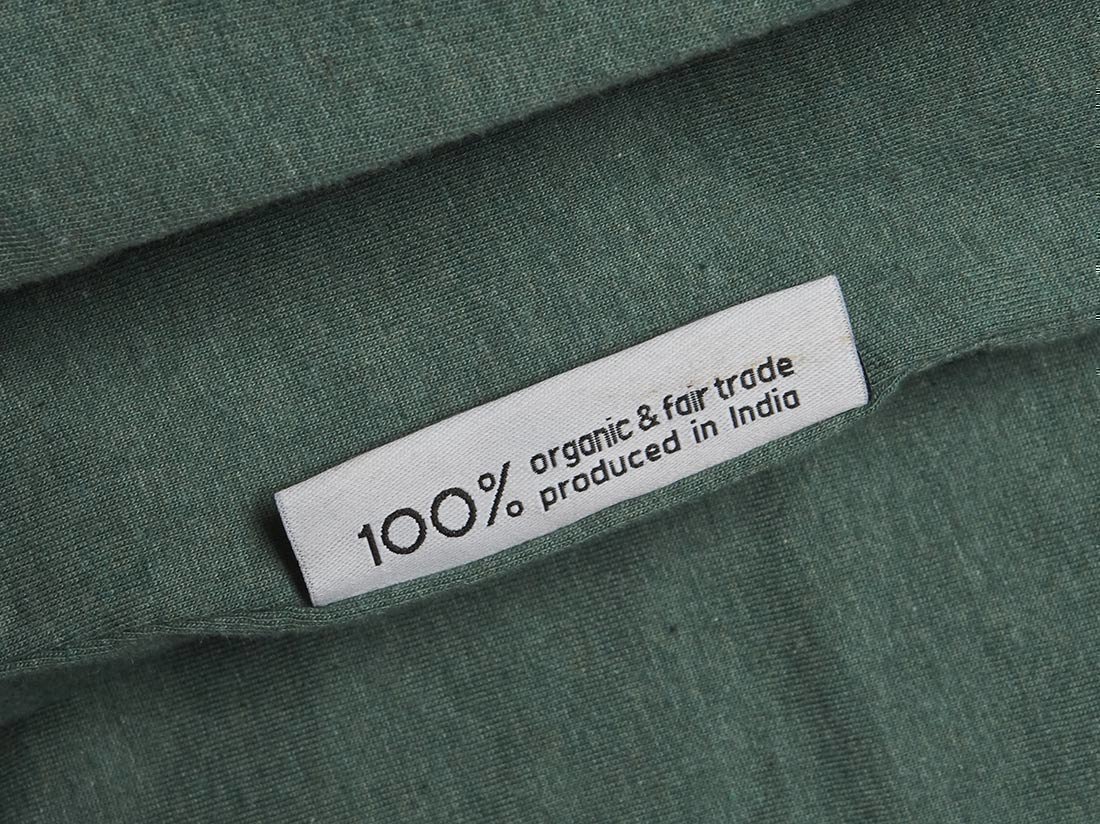 100% organic & fair trade
produced in India